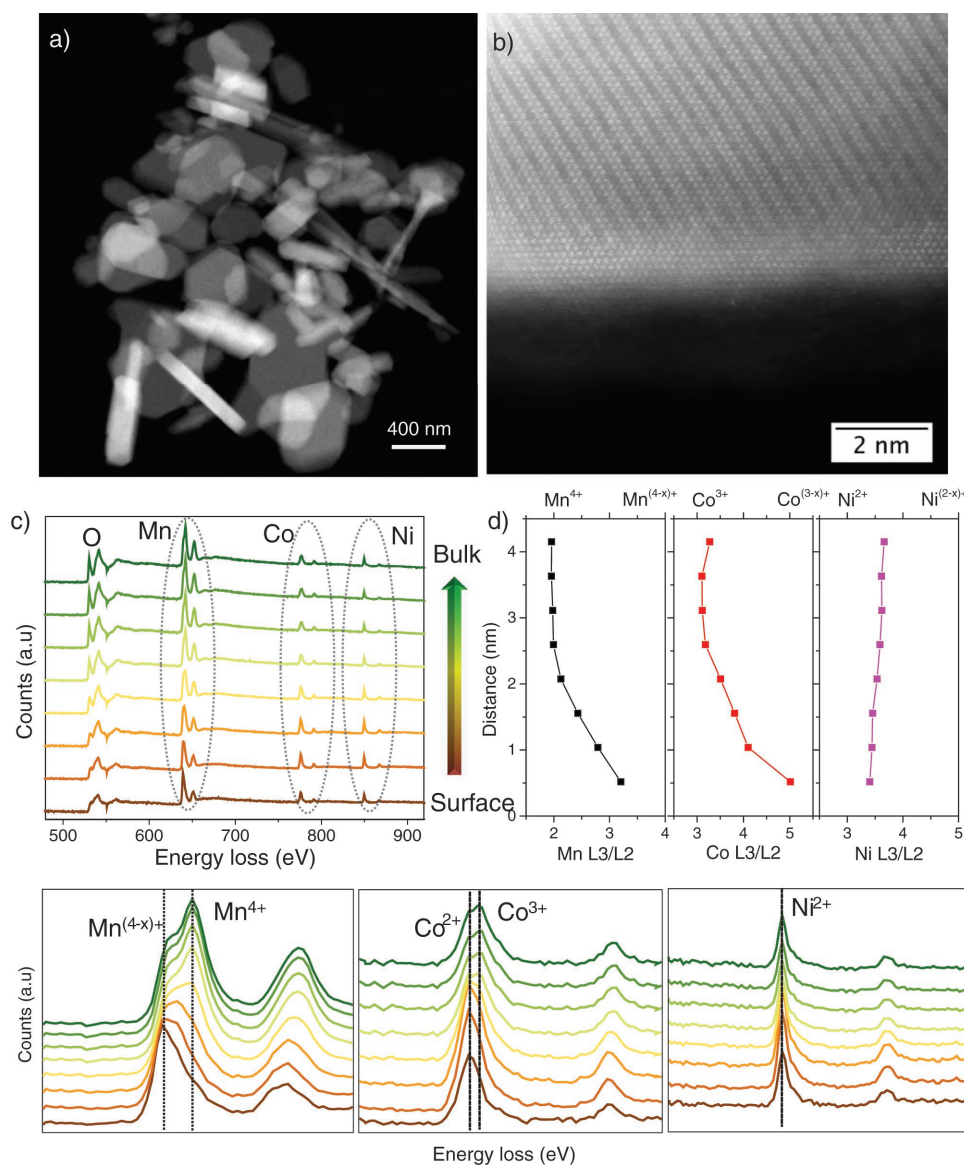 a)
400 nm
b)
2 nm
c)
O
Mn
Co
Ni
Bulk
Surface
Counts (a.u)
500
600
700
800
900
Energy loss (eV)
d)
Mn4+
Mn(4-x)+
Co3+
Co(3-x)+
Ni2+
Ni(2-x)+
Distance (nm)
4
3
2
1
0
2
3
4
Mn L3/L2
3
4
5
Co L3/L2
3
4
5
Ni L3/L2
Counts (a.u
Mn(4-x)+
Mn4+
Co2+
Co3+
Ni2+
Energy loss (eV)